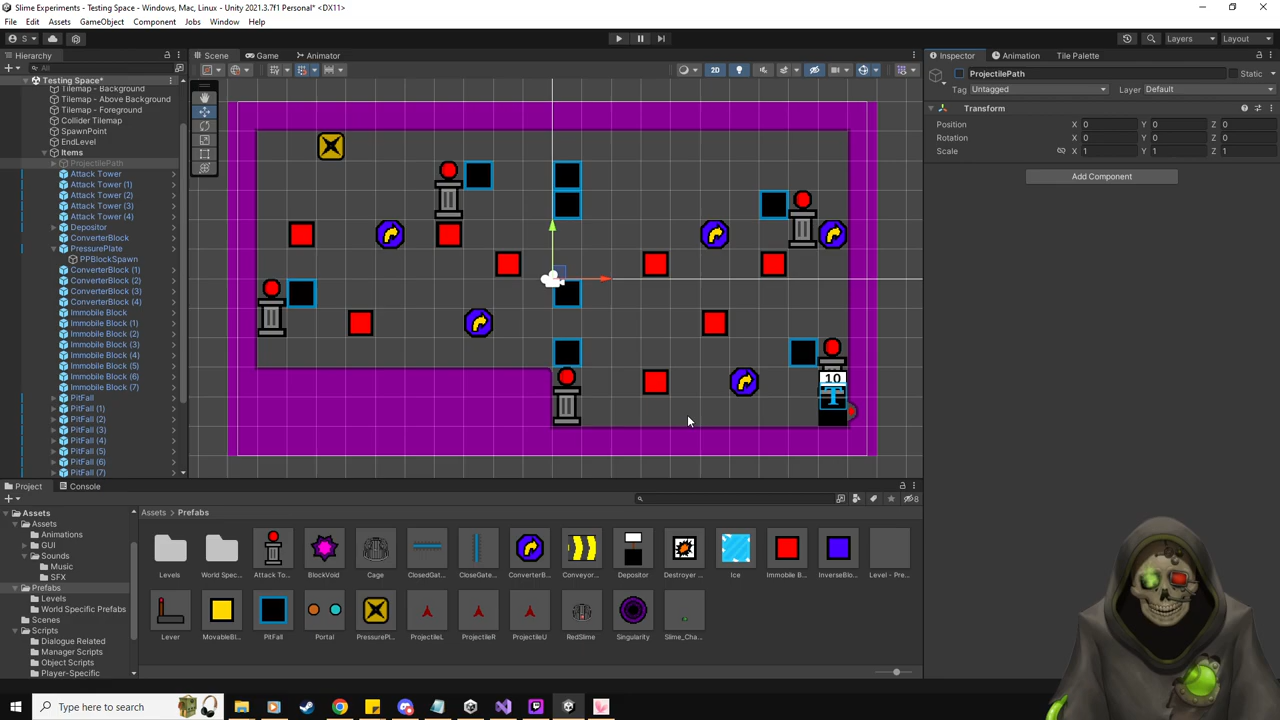 Slime Experiments - Testing Space - Windows, Mac, Linux - Unity 2021.3.7f1 Personal* <DX11>
File Edit Assets GameObject Component Jobs Window Help
S
Layers Layout
Hierarchy
Scene Game Animator
Inspector Animation Tile Palette
All
2D
Testing Space*
Tilemap - Background
Tilemap - Above Background
Tilemap - Foreground
Collider Tilemap
SpawnPoint
EndLevel
Items
ProjectilePath
Attack Tower
Attack Tower (1)
Attack Tower (2)
Attack Tower (3)
Attack Tower (4)
Depositor
ConverterBlock
PressurePlate
PPBlockSpawn
ConverterBlock (1)
ConverterBlock (2)
ConverterBlock (3)
ConverterBlock (4)
Immobile Block
Immobile Block (1)
Immobile Block (2)
Immobile Block (3)
Immobile Block (4)
Immobile Block (5)
Immobile Block (6)
Immobile Block (7)
PitFall
PitFall (1)
PitFall (2)
PitFall (3)
PitFall (4)
PitFall (5)
PitFall (6)
PitFall (7)
10
T
ProjectilePath
Static
Tag Untagged Layer Default
Transform
Position X 0 Y 0 Z 0
Rotation X 0 Y 0 Z 0
Scale X 1 Y 1 Z 1
Add Component
Project Console
8
Assets
Assets
Animations
GUI
Sounds
Music
SFX
Prefabs
Levels
World Specific Prefabs
Scenes
Scripts
Dialogue Related
Manager Scripts
Object Scripts
Player-Specific
Assets > Prefabs
Levels World Spec... Attack To... BlockVoid Cage ClosedGat... CloseGate... ConverterB... Conveyor... Depositor Destroyer ... Ice Immobile B... InverseBlo... Level - Pre...
Lever MovableBl... PitFall Portal PressurePl... ProjectileL ProjectileR ProjectileU RedSlime Singularity Slime_Cha...
Type here to search